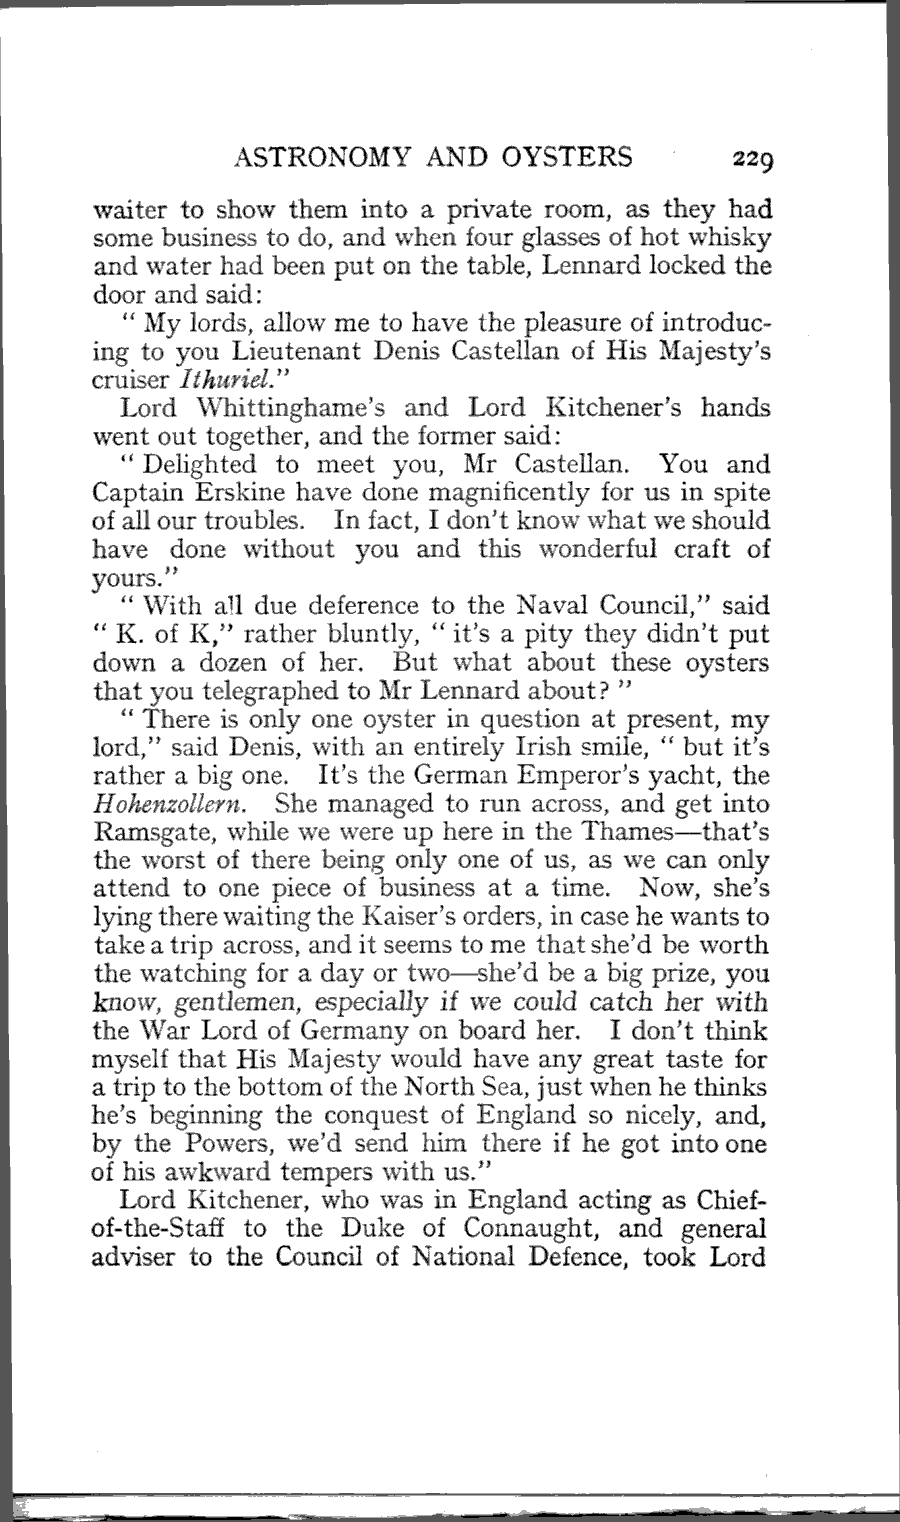 ASTRONOMY AND OYSTERS 229
waiter to show them into a private room, as they had
some business to do, and when four glasses of hot whisky
and water had been put on the table, Lennard locked the
door and said:
" My lords, allow me to have the pleasure of introduc-
ing to you Lieutenant Denis Castellan of His Majesty's
cruiser Ithuriel."
Lord Whittinghame's and Lord Kitchener's hands
went out together, and the former said:
" Delighted to meet you, Mr Castellan. You and
Captain Erskine have done magnificently for us in spite
of all our troubles. In fact, I don't know what we should
have done without you and this wonderful craft of
yours."
" With all due deference to the Naval Council," said
" K. of K," rather bluntly, " it's a pity they didn't put
down a dozen of her. But what about these oysters
that you telegraphed to Mr Lennard about? "
" There is only one oyster in question at present, my
lord," said Denis, with an entirely Irish smile, " but it's
rather a big one. It's the German Emperor's yacht, the
Hohenzollern. She managed to run across, and get into
Ramsgate, while we were up here in the Thames—that's
the worst of there being only one of us, as we can only
attend to one piece of business at a time. Now, she's
lying there waiting the Kaiser's orders, in case he wants to
take a trip across, and it seems to me that she'd be worth
the watching for a day or two—she'd be a big prize, you
know, gentlemen, especially if we could catch her with
the War Lord of Germany on board her. I don't think
myself that His Majesty would have any great taste for
a trip to the bottom of the North Sea, just when he thinks
he's beginning the conquest of England so nicely, and,
by the Powers, we'd send him there if he got into one
of his awkward tempers with us."
Lord Kitchener, who was in England acting as Chief-
of-the-Staff to the Duke of Connaught, and general
adviser to the Council of National Defence, took Lord